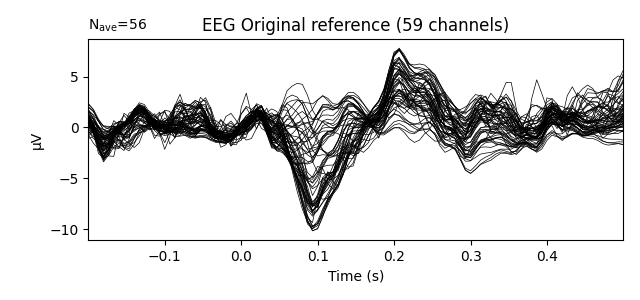 N_ave=56
EEG Original reference (59 channels)
µV
5
0
−5
−10
−0.1 0.0 0.1 0.2 0.3 0.4
Time (s)